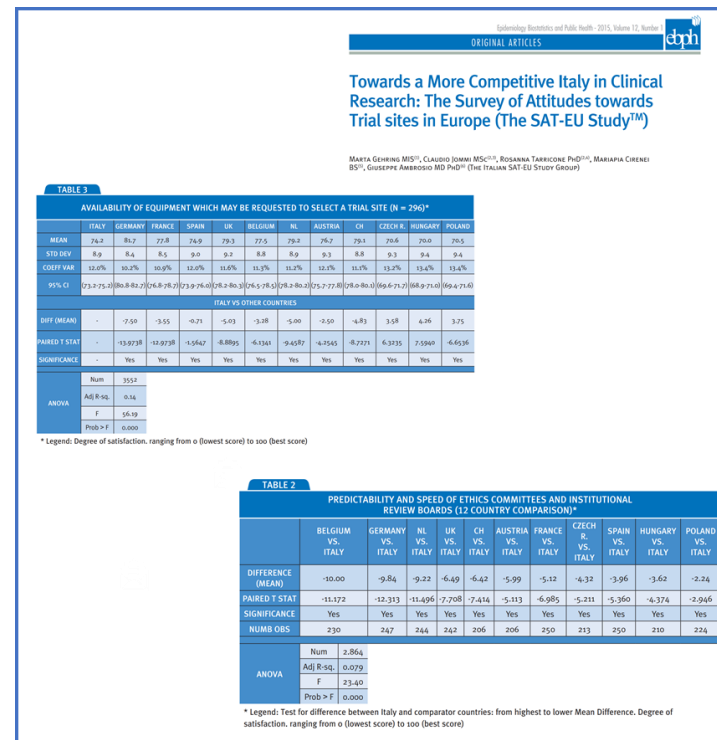 Epidemiology Biostatistics and Public Health - 2015, Volume 12, Number 1
ORIGINAL ARTICLES
ebph
Towards a More Competitive Italy in Clinical
Research: The Survey of Attitudes towards
Trial sites in Europe (The SAT-EU Study™)
MARTA GEHRING MIS(1), CLAUDIO JOMMI MSC(2,3), ROSANNA TARRICONE PHD(2,4), MARIAPIA CIRENEI
BS(1), GIUSEPPE AMBROSIO MD PHD(5) (THE ITALIAN SAT-EU STUDY GROUP)
TABLE 3
AVAILABILITY OF EQUIPMENT WHICH MAY BE REQUESTED TO SELECT A TRIAL SITE (N = 296)*
ITALY GERMANY FRANCE SPAIN UK BELGIUM NL AUSTRIA CH CZECH R. HUNGARY POLAND
MEAN 74.2 81.7 77.8 74.9 79.3 77.5 79.2 76.7 79.1 70.6 70.0 70.5
STD DEV 8.9 8.4 8.5 9.0 9.2 8.8 8.9 9.3 8.8 9.3 9.4 9.4
COEFF VAR 12.0% 10.2% 10.9% 12.0% 11.6% 11.3% 11.2% 12.1% 11.1% 13.2% 13.4% 13.4%
95% CI (73.2-75.2) (80.8-82.7) (76.8-78.7) (73.9-76.0) (78.2-80.3) (76.5-78.5) (78.2-80.2) (75.7-77.8) (78.0-80.1) (69.6-71.7) (68.9-71.0) (69.4-71.6)
ITALY VS OTHER COUNTRIES
DIFF (MEAN) - -7.50 -3.55 -0.71 -5.03 -3.28 -5.00 -2.50 -4.83 3.58 4.26 3.75
PAIRED T STAT - -13.9738 -12.9738 -1.5647 -8.8895 -6.1341 -9.4587 -4.2545 -8.7271 6.3235 7.5940 -6.6536
SIGNIFICANCE - Yes Yes Yes Yes Yes Yes Yes Yes Yes Yes Yes
ANOVA
Num 3552
Adj R-sq. 0.14
F 56.19
Prob > F 0.000
* Legend: Degree of satisfaction. ranging from 0 (lowest score) to 100 (best score)
TABLE 2
PREDICTABILITY AND SPEED OF ETHICS COMMITTEES AND INSTITUTIONAL
REVIEW BOARDS (12 COUNTRY COMPARISON)*
BELGIUM VS. ITALY GERMANY VS. ITALY NL VS. ITALY UK VS. ITALY CH VS. ITALY AUSTRIA VS. ITALY FRANCE VS. ITALY CZECH R. VS. ITALY SPAIN VS. ITALY HUNGARY VS. ITALY POLAND VS. ITALY
DIFFERENCE (MEAN) -10.00 -9.84 -9.22 -6.49 -6.42 -5.99 -5.12 -4.32 -3.96 -3.62 -2.24
PAIRED T STAT -11.172 -12.313 -11.496 -7.708 -7.414 -5.113 -6.985 -5.211 -5.360 -4.374 -2.946
SIGNIFICANCE Yes Yes Yes Yes Yes Yes Yes Yes Yes Yes Yes
NUMB OBS 230 247 244 242 206 206 250 213 250 210 224
ANOVA
Num 2.864
Adj R-sq. 0.079
F 23.40
Prob > F 0.000
* Legend: Test for difference between Italy and comparator countries: from highest to lower Mean Difference. Degree of
satisfaction. ranging from 0 (lowest score) to 100 (best score)